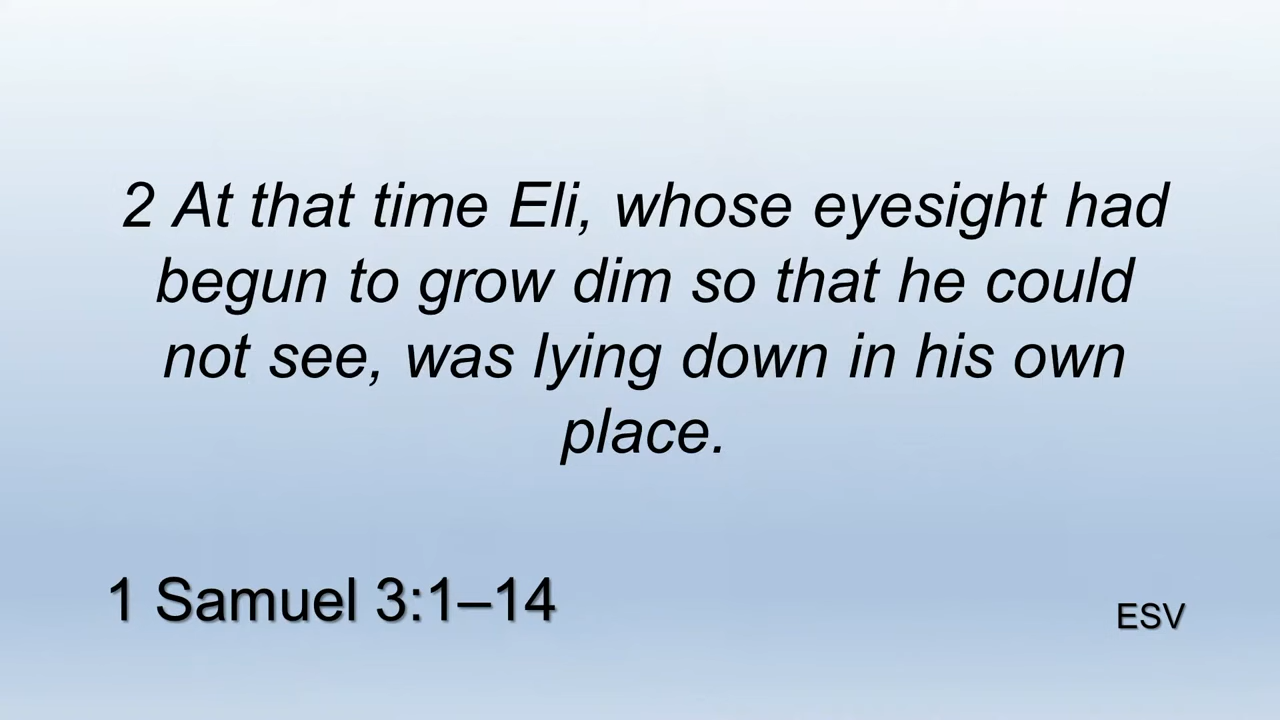 2 At that time Eli, whose eyesight had
begun to grow dim so that he could
not see, was lying down in his own
place.
1 Samuel 3:1–14
ESV